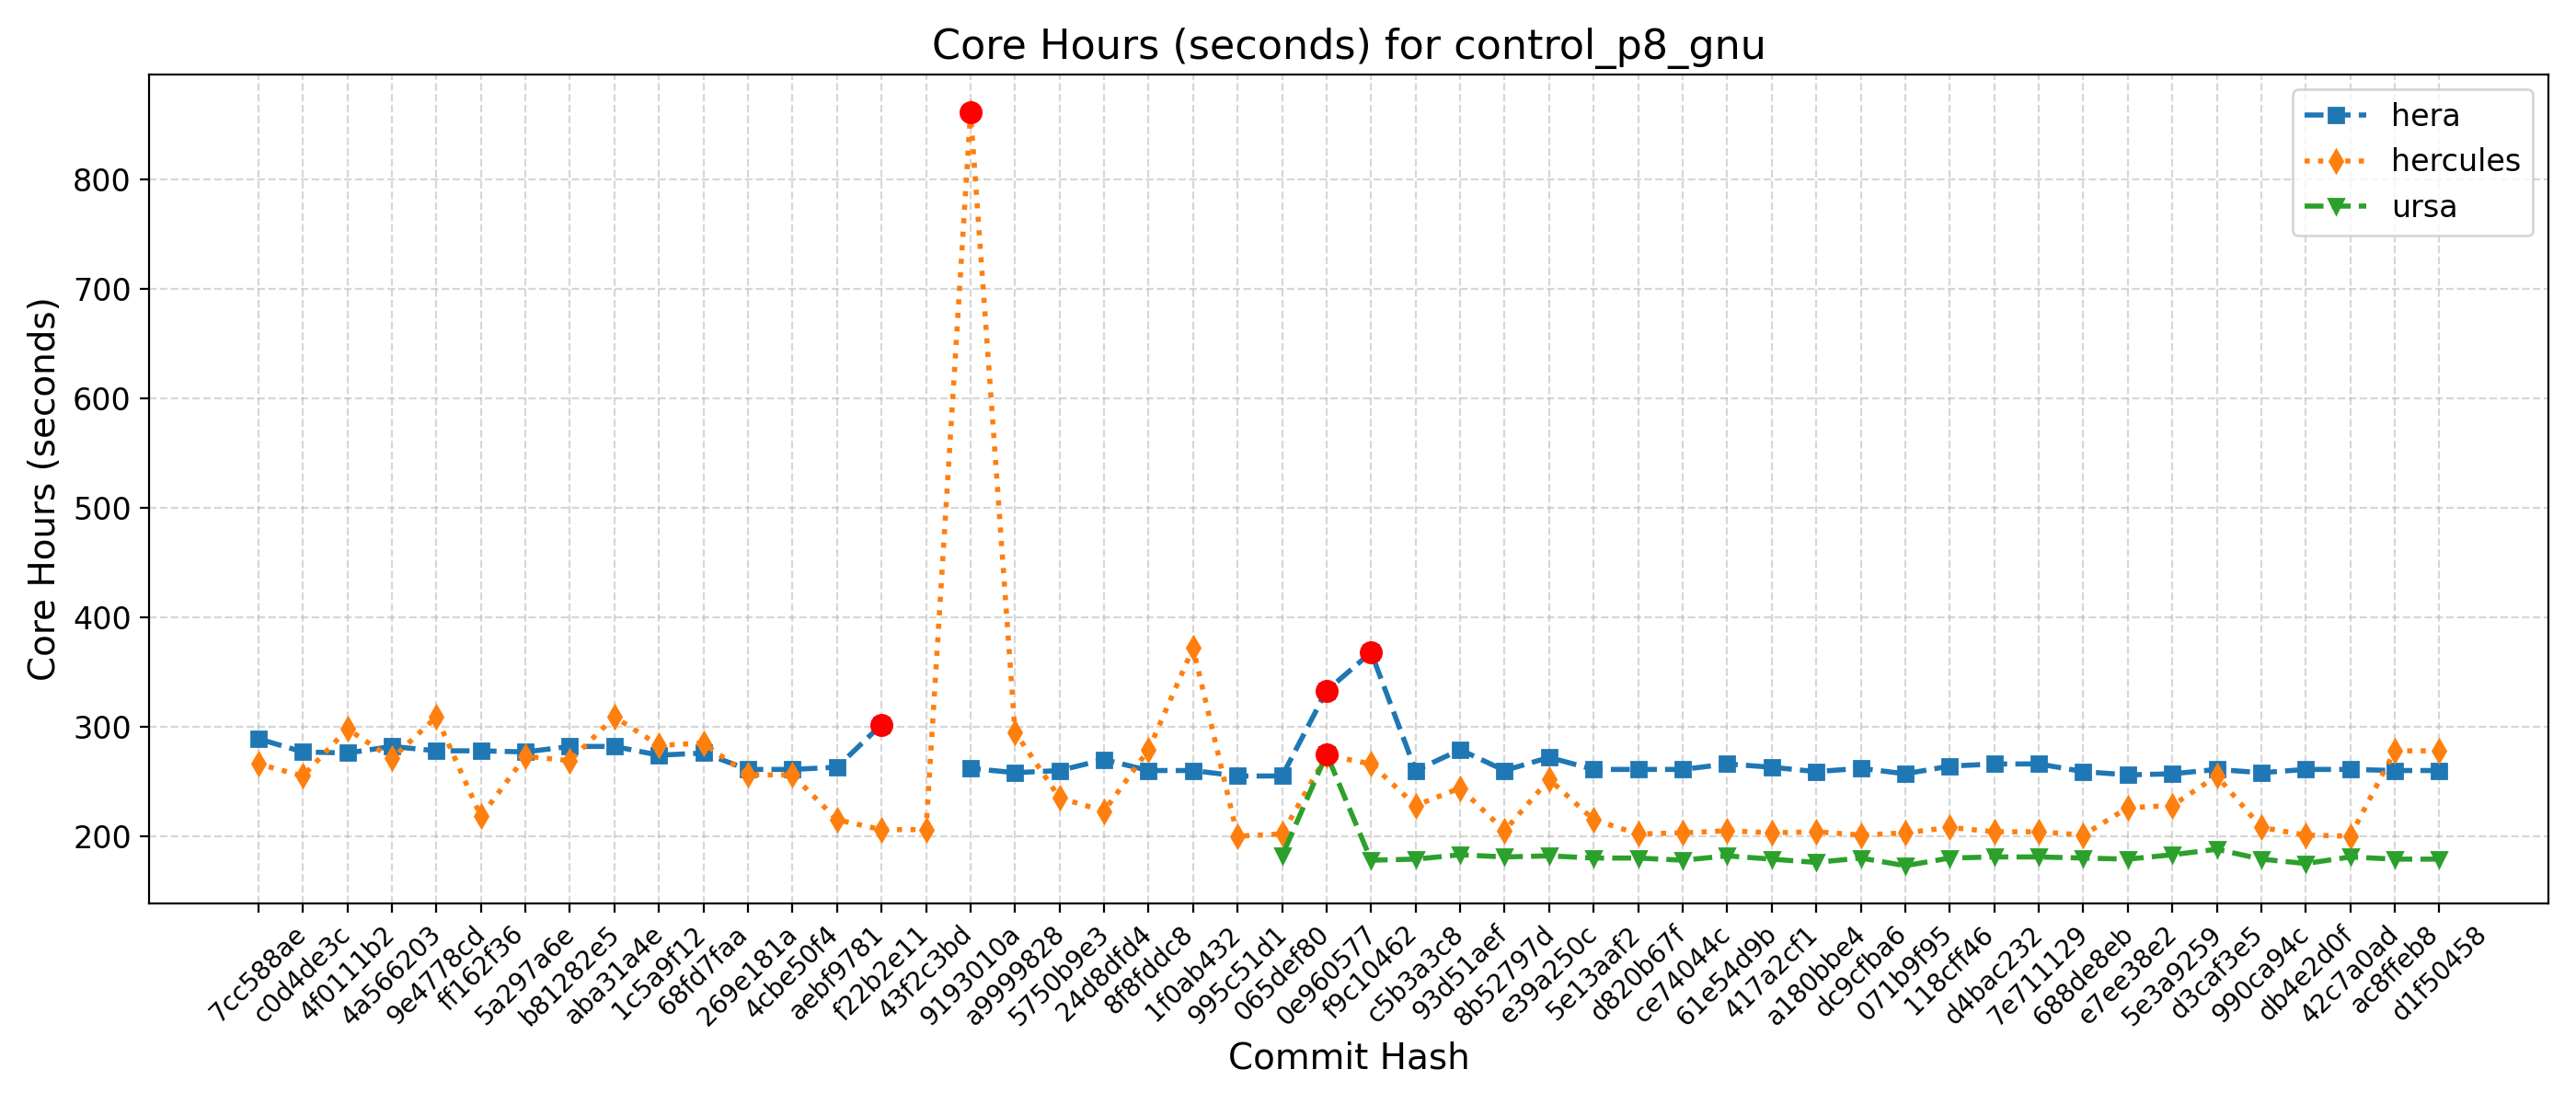 Core Hours (seconds) for control_p8_gnu
hera
hercules
ursa
Core Hours (seconds)
800
700
600
500
400
300
200
7cc588ae
c0d4de3c
4f0111b2
4a566203
9e4778cd
ff162f36
5a297a6e
b81282e5
aba31a4e
1c5a9f12
68fd7faa
269e181a
4cbe50f4
aebf9781
f22b2e11
43f2c3bd
9193010a
a9999828
5750b9e3
24d8dfd4
8f8fddc8
1f0ab432
995c51d1
065def80
0e960577
f9c10462
c5b3a3c8
93d51aef
8b52797d
e39a250c
5e13aaf2
d820b67f
ce74044c
61e54d9b
417a2cf1
a180bbe4
dc9cfba6
071b9f95
118cff46
d4bac232
7e711129
688de8eb
e7ee38e2
5e3a9259
d3caf3e5
990ca94c
db4e2d0f
42c7a0ad
ac8ffeb8
d1f50458
Commit Hash